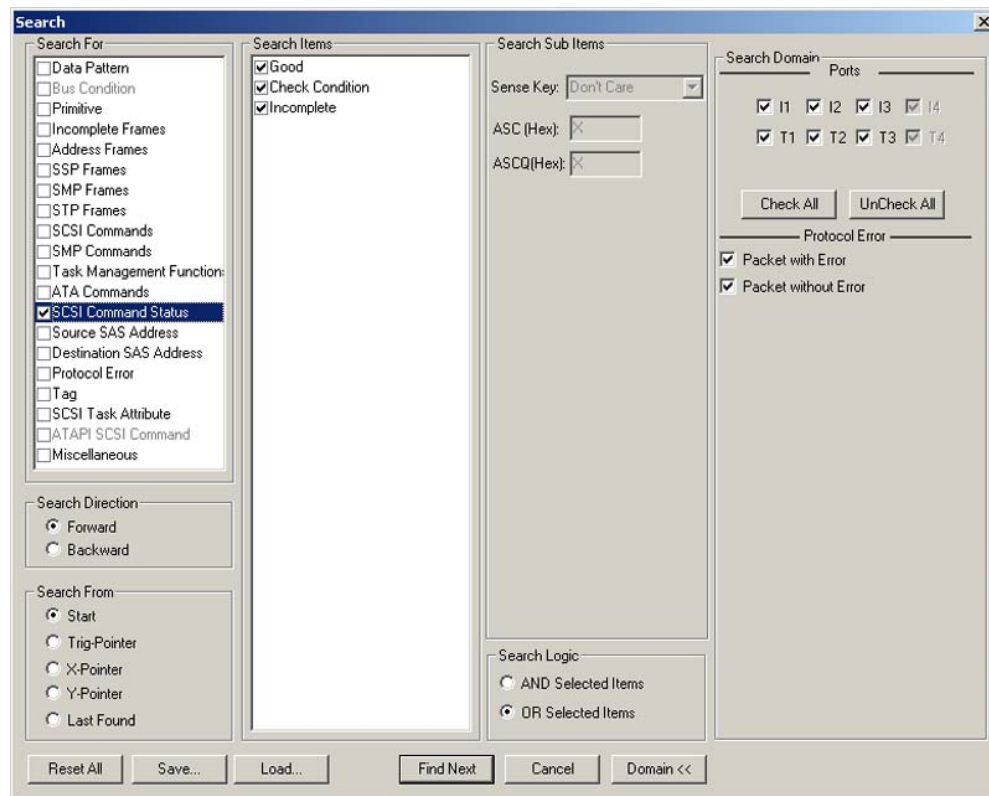 Search
Search For
Data Pattern
Bus Condition
Primitive
Incomplete Frames
Address Frames
SSP Frames
SMP Frames
STP Frames
SCSI Commands
SMP Commands
Task Management Function
ATA Commands
SCSI Command Status
Source SAS Address
Destination SAS Address
Protocol Error
Tag
SCSI Task Attribute
ATAPI SCSI Command
Miscellaneous
Search Direction
Forward
Backward
Search From
Start
Trig-Pointer
X-Pointer
Y-Pointer
Last Found
Search Items
Good
Check Condition
Incomplete
Search Sub Items
Sense Key: Don't Care
ASC (Hex): X
ASCQ(Hex): X
Search Logic
AND Selected Items
OR Selected Items
Search Domain
Ports
I1 I2 I3 I4
T1 T2 T3 T4
Check All UnCheck All
Protocol Error
Packet with Error
Packet without Error
Reset All Save... Load... Find Next Cancel Domain <<